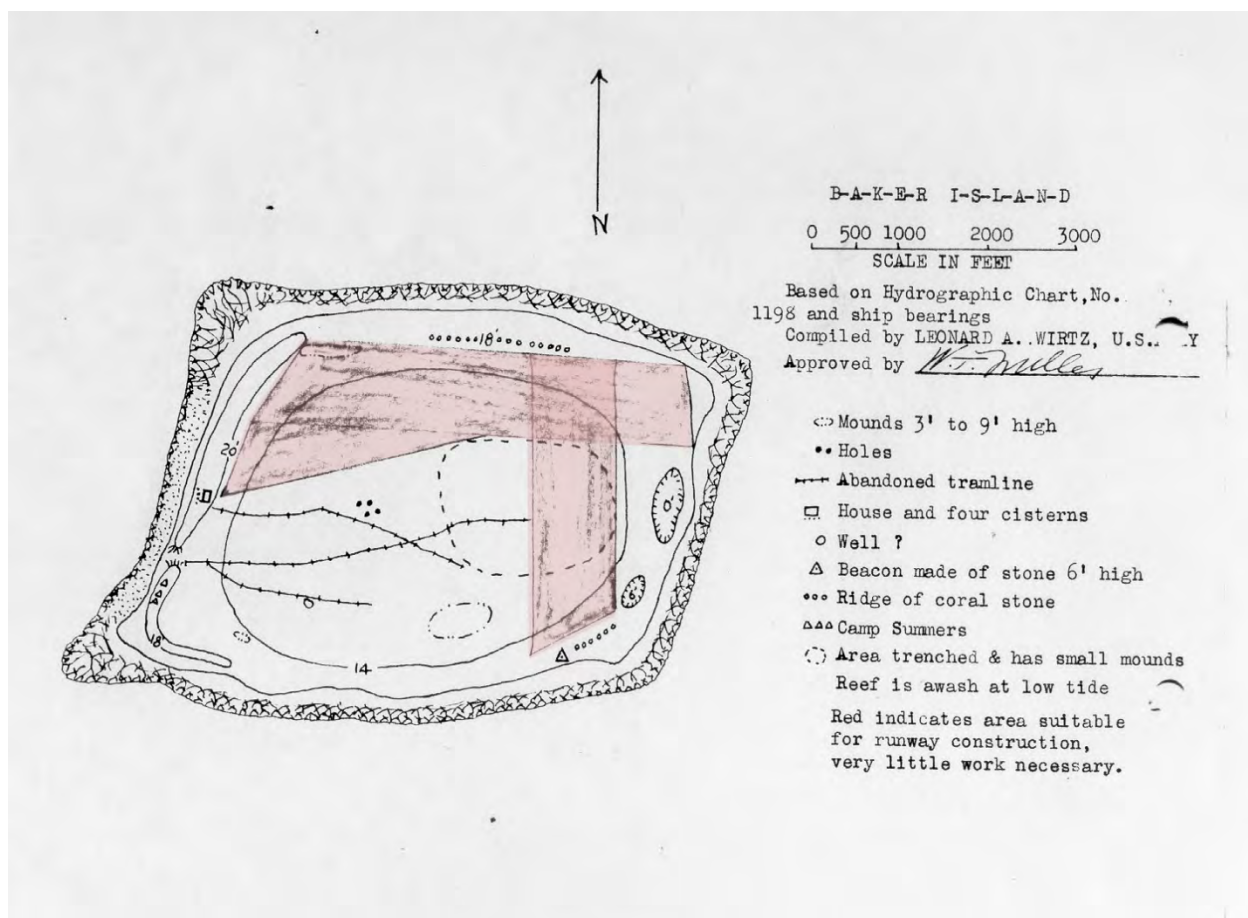 N
B-A-K-E-R I-S-L-A-N-D
0 500 1000 2000 3000
SCALE IN FEET
Based on Hydrographic Chart,No.
1198 and ship bearings
Compiled by LEONARD A..WIRTZ, U.S.
Approved by
Mounds 3' to 9' high
Holes
Abandoned tramline
House and four cisterns
Well ?
Beacon made of stone 6' high
Ridge of coral stone
Camp Summers
Area trenched & has small mounds
Reef is awash at low tide
Red indicates area suitable
for runway construction,
very little work necessary.
18'
20
6
18
14